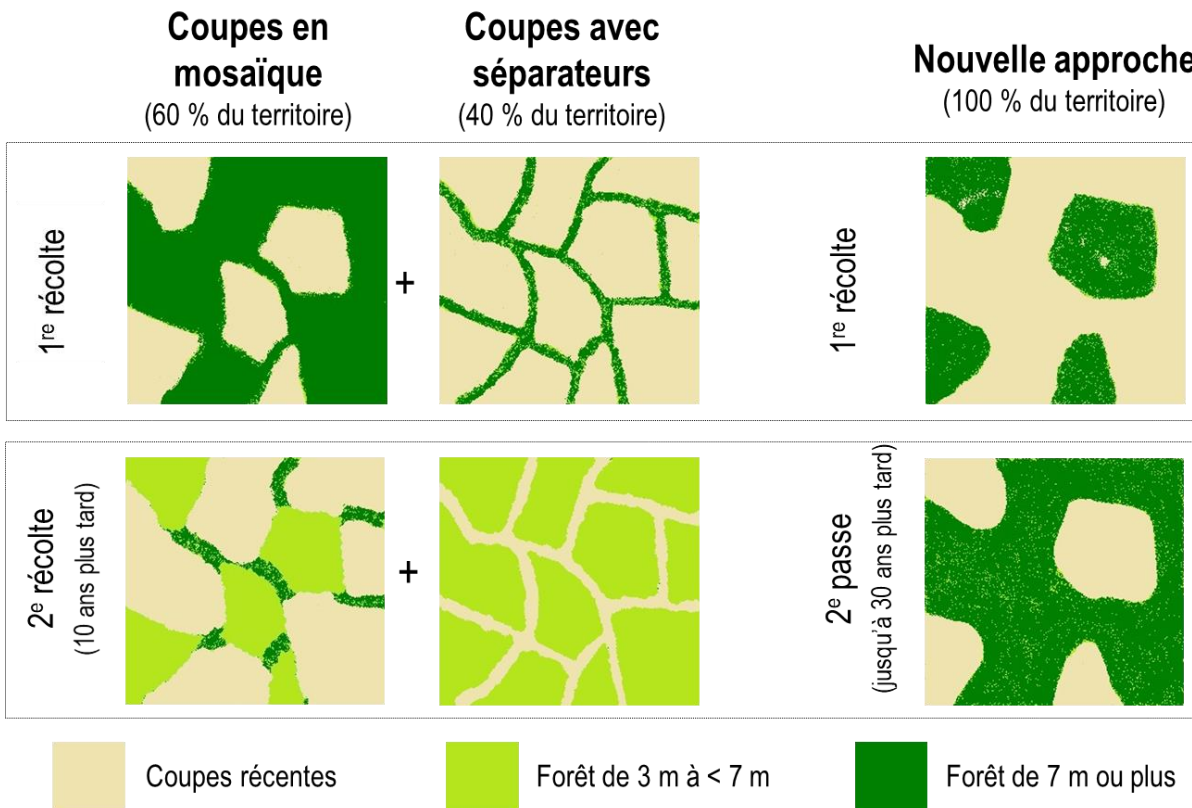 Coupes en
mosaïque
(60 % du territoire)
Coupes avec
séparateurs
(40 % du territoire)
Nouvelle approche
(100 % du territoire)
1re récolte
+
1re récolte
2e récolte
(10 ans plus tard)
+
2e passe
(jusqu'à 30 ans plus tard)
Coupes récentes
Forêt de 3 m à < 7 m
Forêt de 7 m ou plus